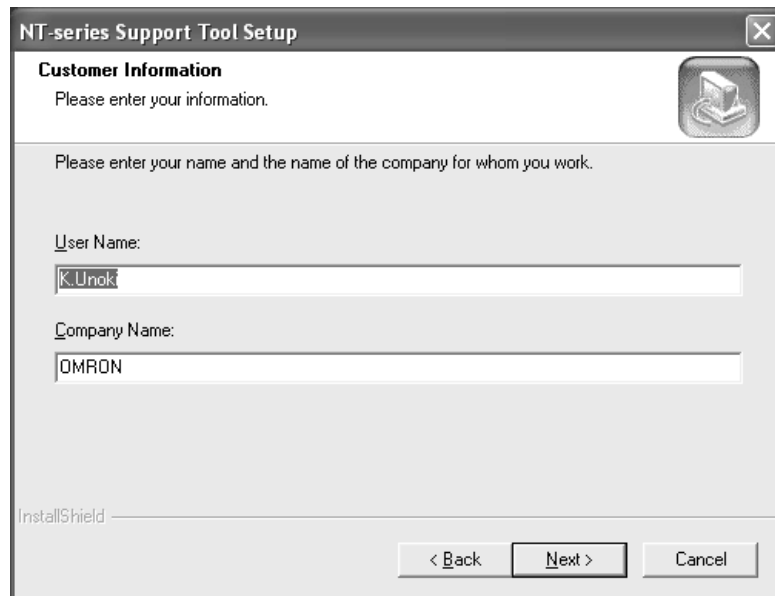 NT-series Support Tool Setup
Customer Information
Please enter your information.
Please enter your name and the name of the company for whom you work.
User Name:
K.Unoki
Company Name:
OMRON
InstallShield
< Back Next > Cancel